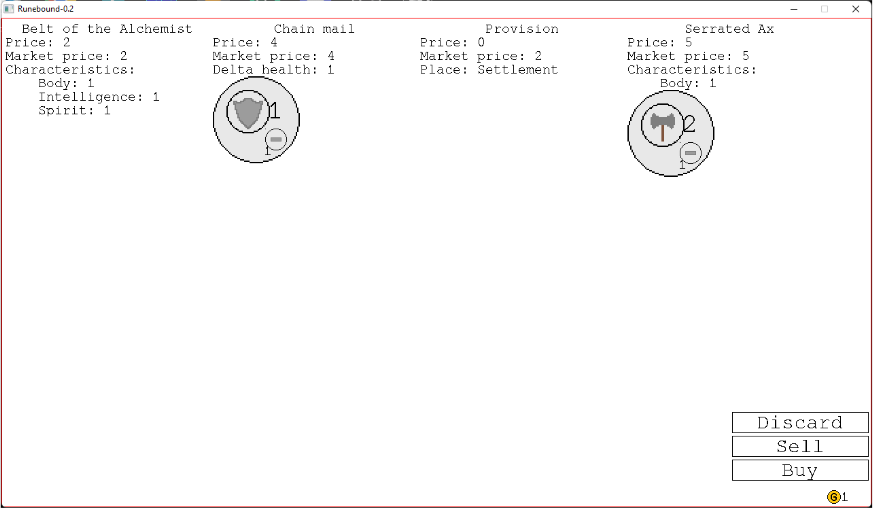 Runebound-0.2
Belt of the Alchemist
Price: 2
Market price: 2
Characteristics:
Body: 1
Intelligence: 1
Spirit: 1
Chain mail
Price: 4
Market price: 4
Delta health: 1
1
1
Provision
Price: 0
Market price: 2
Place: Settlement
Serrated Ax
Price: 5
Market price: 5
Characteristics:
Body: 1
2
1
Discard
Sell
Buy
G 1